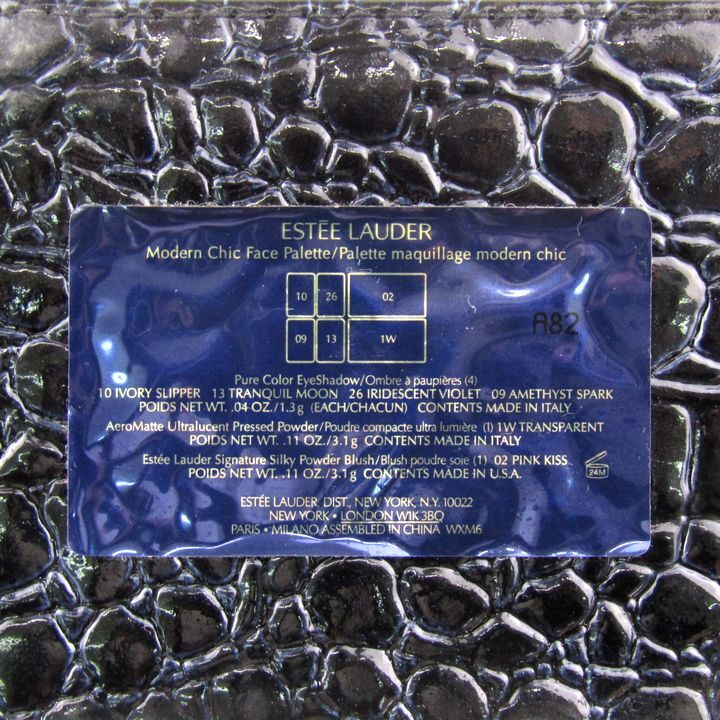 ESTĒE LAUDER
Modern Chic Face Palette/Palette maquillage modern chic
10 26 02
09 13 1W
A82
Pure Color EyeShadow/Ombre à paupières (4)
10 IVORY SLIPPER 13 TRANQUIL MOON 26 IRIDESCENT VIOLET 09 AMETHYST SPARK
POIDS NET WT. .04 OZ./1.3g (EACH/CHACUN) CONTENTS MADE IN ITALY
AeroMatte Ultralucent Pressed Powder/Poudre compacte ultra lumière (1) 1W TRANSPARENT
POIDS NET WT. .11 OZ./3.1g CONTENTS MADE IN ITALY
Estée Lauder Signature Silky Powder Blush/Blush poudre soie (1) 02 PINK KISS
POIDS NET WT. .11 OZ./3.1g CONTENTS MADE IN U.S.A.
24M
ESTÉE LAUDER DIST., NEW YORK, N.Y. 10022
NEW YORK • LONDON W1K 3BQ
PARIS • MILANO ASSEMBLED IN CHINA WXM6